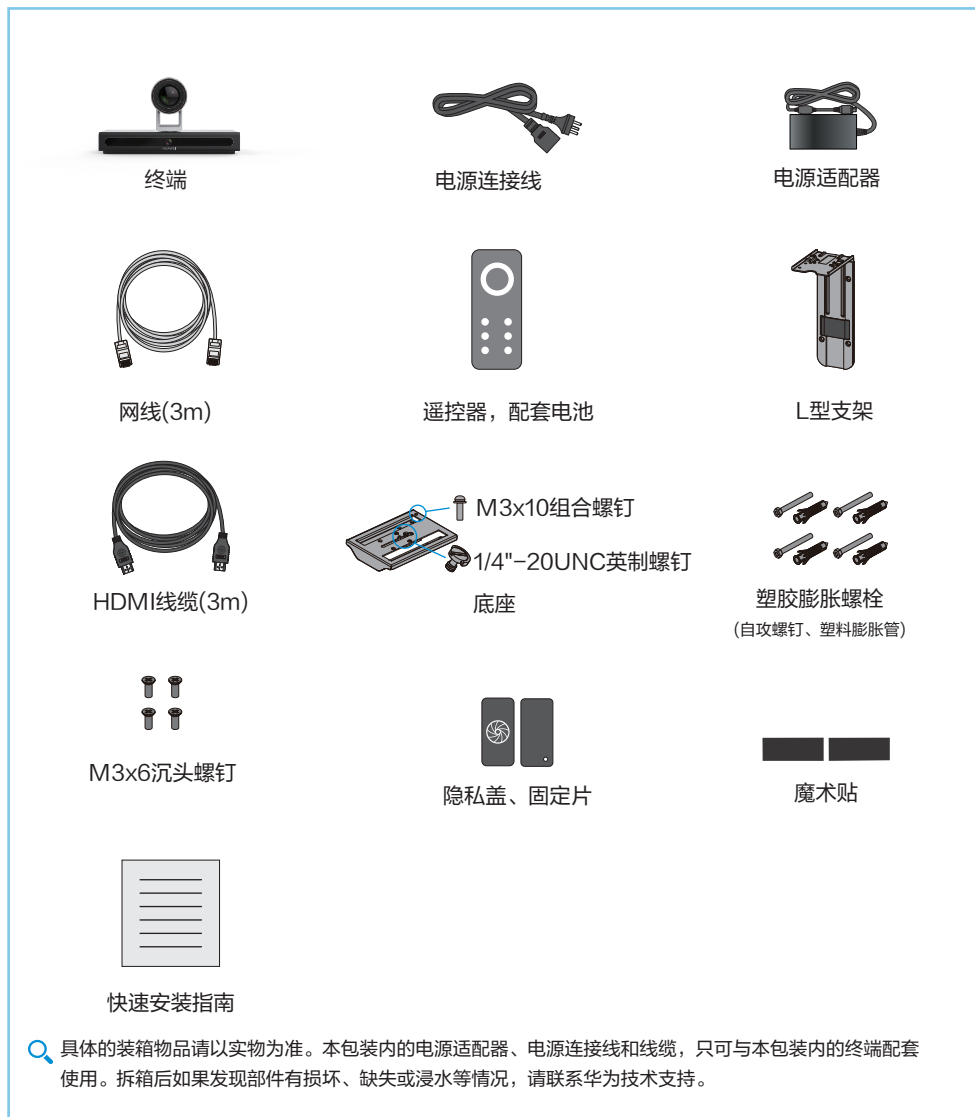 终端
电源连接线
电源适配器
网线(3m)
遥控器，配套电池
L型支架
HDMI线缆(3m)
M3x10组合螺钉
1/4"-20UNC英制螺钉
底座
塑胶膨胀螺栓
(自攻螺钉、塑料膨胀管)
M3x6沉头螺钉
隐私盖、固定片
魔术贴
快速安装指南
具体的装箱物品请以实物为准。本包装内的电源适配器、电源连接线和线缆，只可与本包装内的终端配套
使用。拆箱后如果发现部件有损坏、缺失或浸水等情况，请联系华为技术支持。